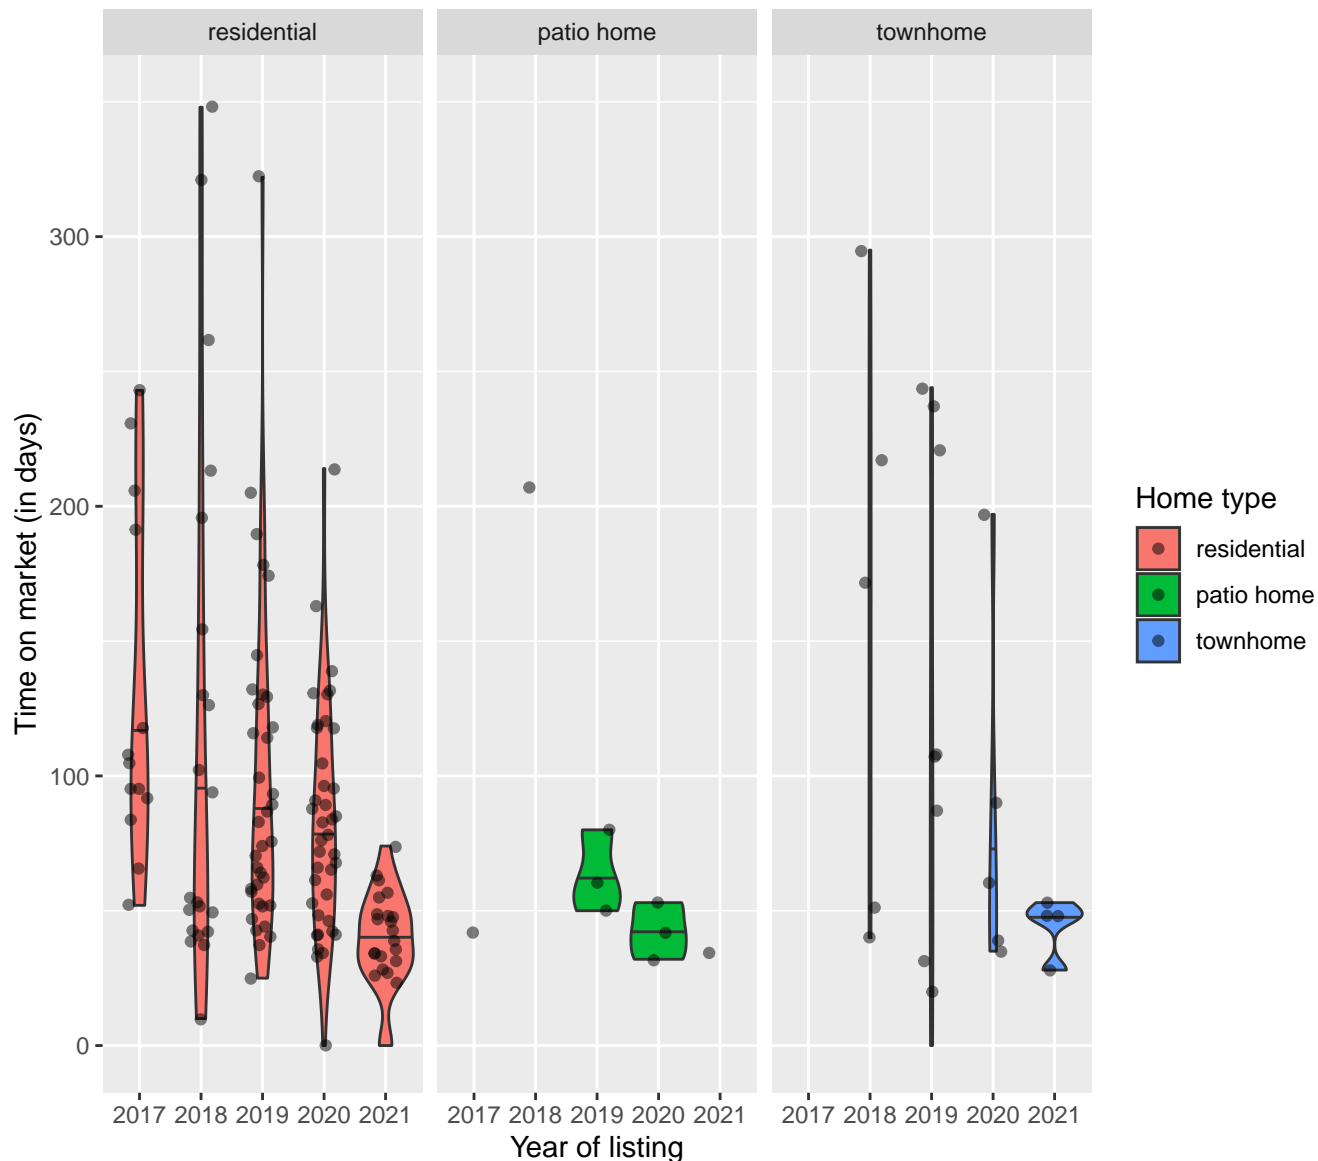 residential patio home townhome
300
200
100
0
Time on market (in days)
2017 2018 2019 2020 2021 2017 2018 2019 2020 2021 2017 2018 2019 2020 2021
Year of listing
Home type
residential
patio home
townhome